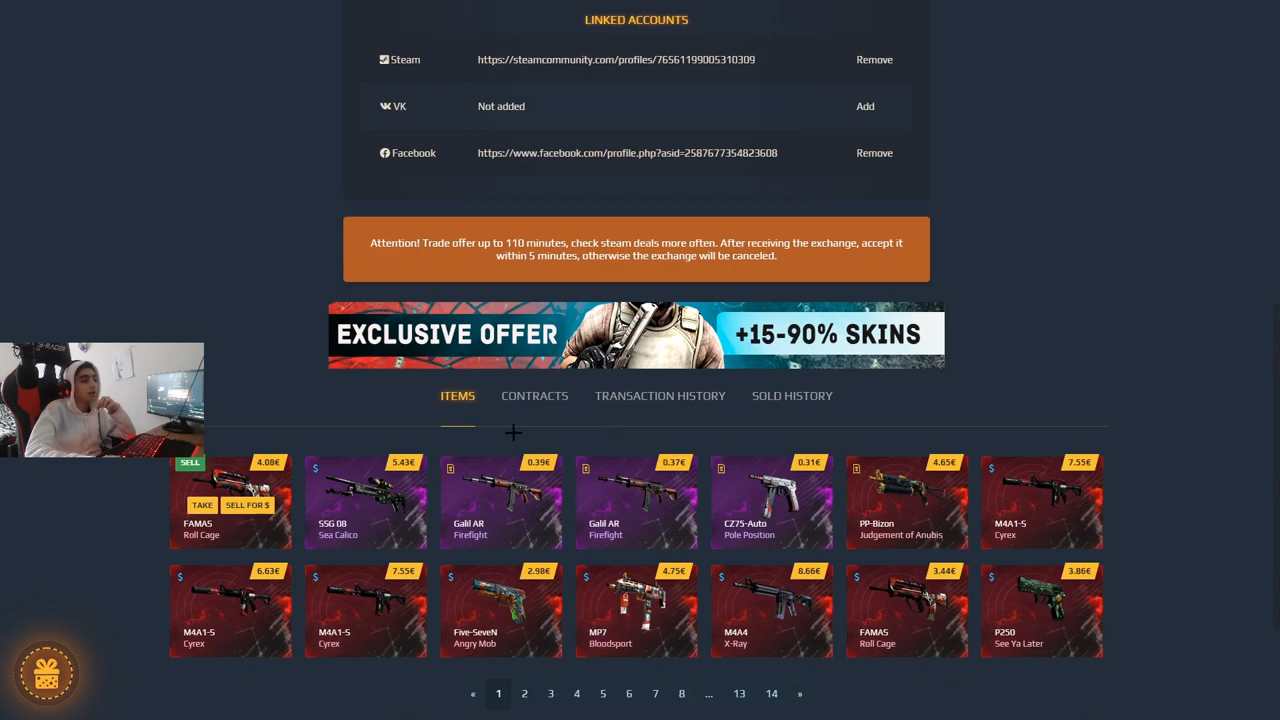 LINKED ACCOUNTS
Steam https://steamcommunity.com/profiles/76561199005310309 Remove
VK Not added Add
Facebook https://www.facebook.com/profile.php?asid=2587677354823608 Remove
Attention! Trade offer up to 110 minutes, check steam deals more often. After receiving the exchange, accept it
within 5 minutes, otherwise the exchange will be canceled.
EXCLUSIVE OFFER +15-90% SKINS
ITEMS CONTRACTS TRANSACTION HISTORY SOLD HISTORY
SELL 4.08€ $ 5.43€ 0.39€ 0.37€ 0.31€ 4.65€ $ 7.55€
TAKE SELL FOR $
FAMAS SSG 08 Galil AR Galil AR CZ75-Auto PP-Bizon M4A1-S
Roll Cage Sea Calico Firefight Firefight Pole Position Judgement of Anubis Cyrex
$ 6.63€ $ 7.55€ $ 2.98€ $ 4.75€ $ 8.66€ $ 3.44€ $ 3.86€
M4A1-S M4A1-S Five-SeveN MP7 M4A4 FAMAS P250
Cyrex Cyrex Angry Mob Bloodsport X-Ray Roll Cage See Ya Later
« 1 2 3 4 5 6 7 8 ... 13 14 »